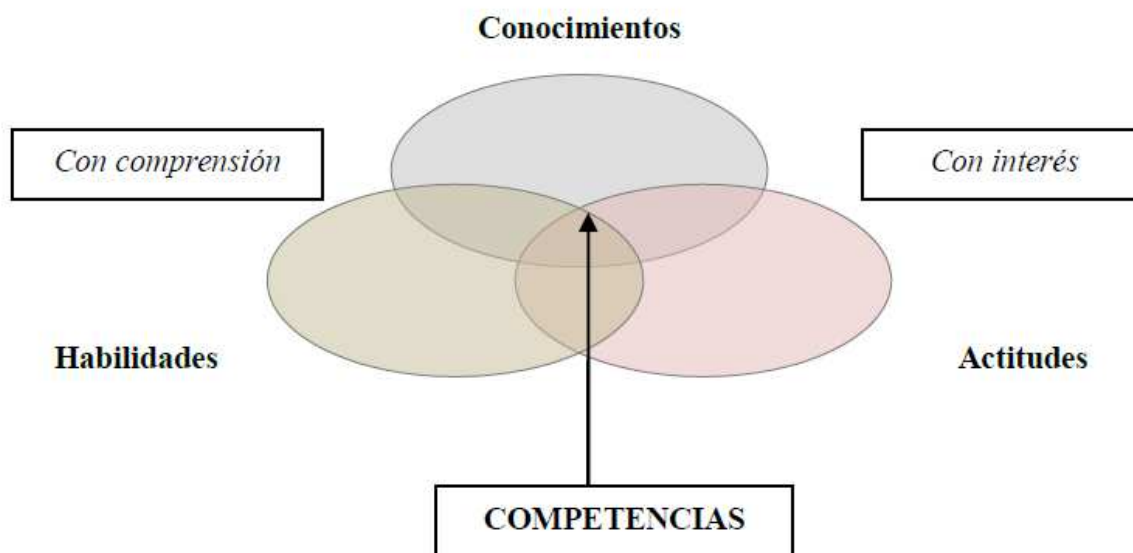 Conocimientos
Con comprensión
Con interés
Habilidades
Actitudes
COMPETENCIAS